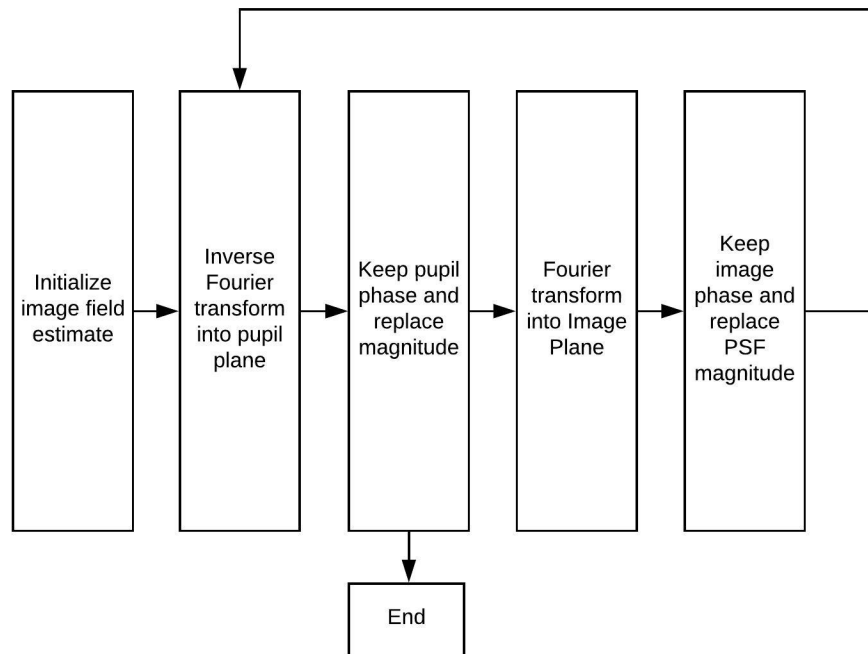 Initialize
image field
estimate
Inverse
Fourier
transform
into pupil
plane
Keep pupil
phase and
replace
magnitude
Fourier
transform
into Image
Plane
Keep
image
phase and
replace
PSF
magnitude
End